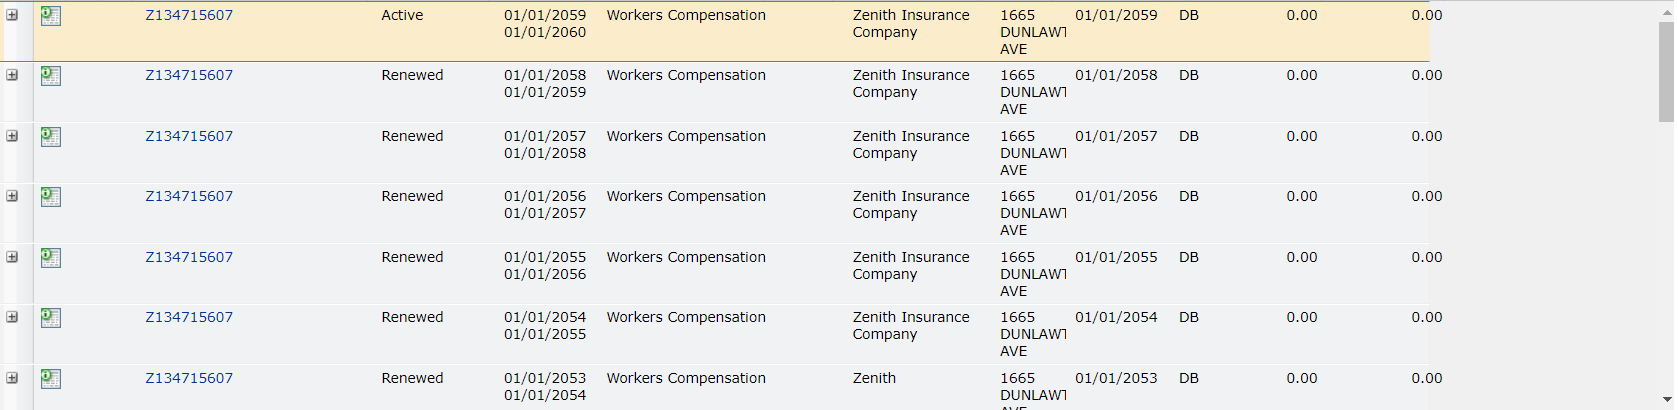 Z134715607 Active 01/01/2059 Workers Compensation Zenith Insurance 1665 01/01/2059 DB 0.00 0.00
01/01/2060 Company DUNLAWT
AVE
Z134715607 Renewed 01/01/2058 Workers Compensation Zenith Insurance 1665 01/01/2058 DB 0.00 0.00
01/01/2059 Company DUNLAWT
AVE
Z134715607 Renewed 01/01/2057 Workers Compensation Zenith Insurance 1665 01/01/2057 DB 0.00 0.00
01/01/2058 Company DUNLAWT
AVE
Z134715607 Renewed 01/01/2056 Workers Compensation Zenith Insurance 1665 01/01/2056 DB 0.00 0.00
01/01/2057 Company DUNLAWT
AVE
Z134715607 Renewed 01/01/2055 Workers Compensation Zenith Insurance 1665 01/01/2055 DB 0.00 0.00
01/01/2056 Company DUNLAWT
AVE
Z134715607 Renewed 01/01/2054 Workers Compensation Zenith Insurance 1665 01/01/2054 DB 0.00 0.00
01/01/2055 Company DUNLAWT
AVE
Z134715607 Renewed 01/01/2053 Workers Compensation Zenith 1665 01/01/2053 DB 0.00 0.00
01/01/2054 DUNLAWT